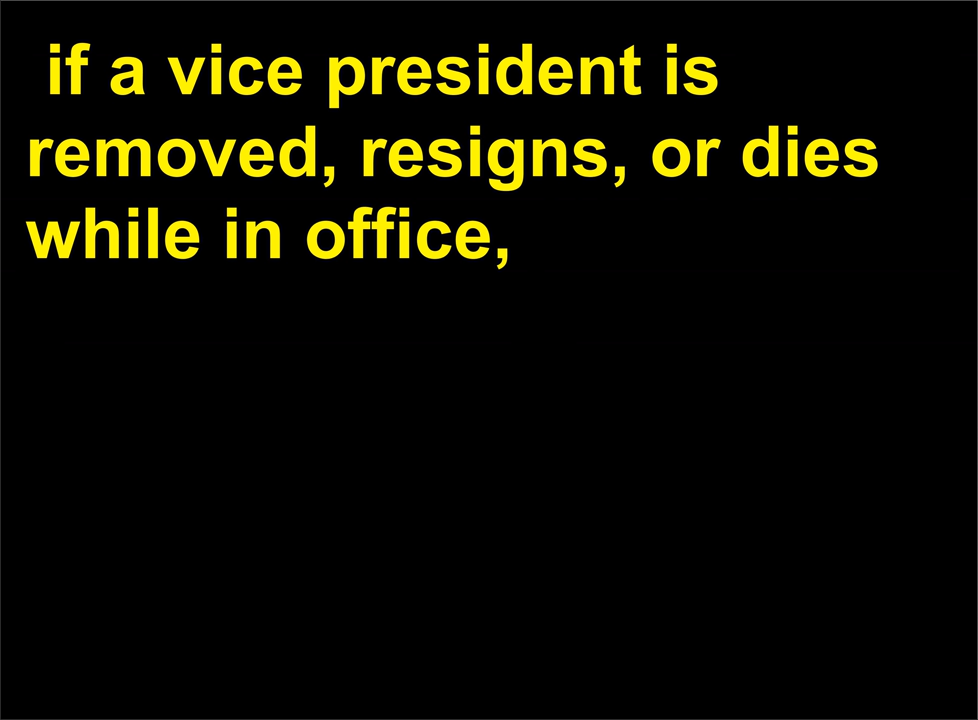 if a vice president is
removed, resigns, or dies
while in office,